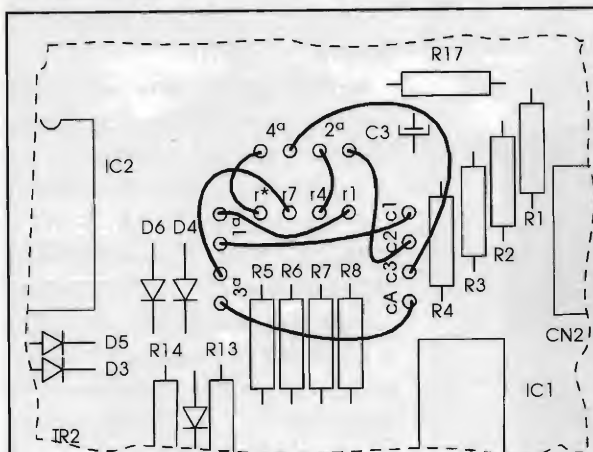 R17
4ª 2ª C3
IC2
r* r7 r4 r1
1ª c1
R1
D6 D4
c2
R2
3ª c3
R5 R6 R7 R8
R3
cA R4
CN2
D5
R14 R13
D3
IC1
IR2